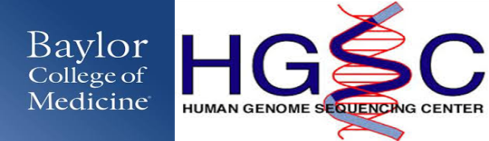 Baylor
College of
Medicine
HGSC
HUMAN GENOME SEQUENCING CENTER